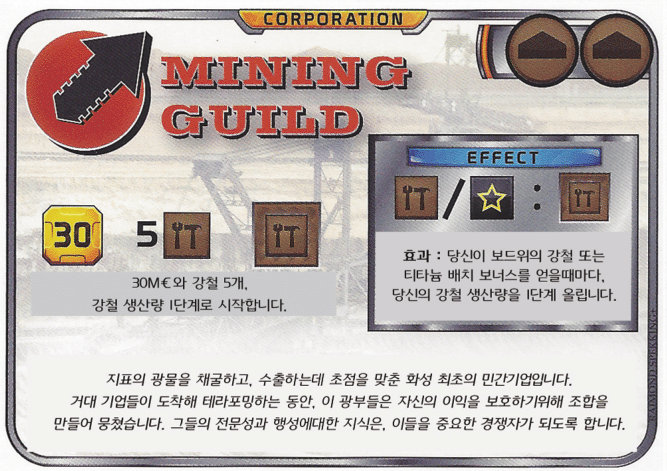 CORPORATION
MINING
GUILD
EFFECT
/ :
효과 : 당신이 보드위의 강철 또는
티타늄 배치 보너스를 얻을때마다,
당신의 강철 생산량을 1단계 올립니다.
30 5
30M€와 강철 5개,
강철 생산량 1단계로 시작합니다.
지표의 광물을 채굴하고, 수출하는데 초점을 맞춘 화성 최초의 민간기업입니다.
거대 기업들이 도착해 테라포밍하는 동안, 이 광부들은 자신의 이익을 보호하기위해 조합을
만들어 뭉쳤습니다. 그들의 전문성과 행성에대한 지식은, 이들을 중요한 경쟁자가 되도록 합니다.